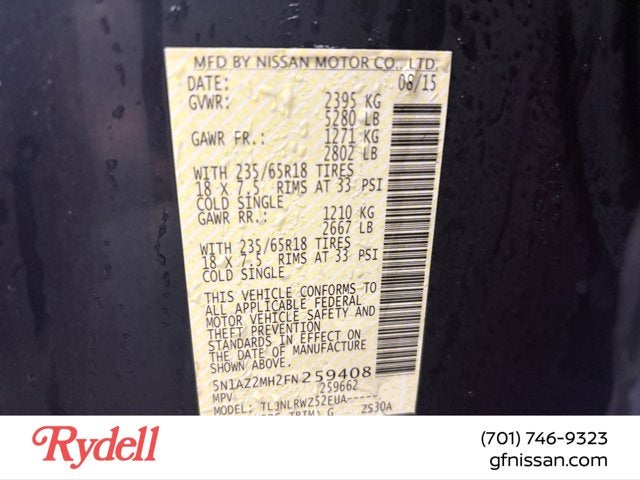 MFD BY NISSAN MOTOR CO., LTD.
DATE: 08/15
GVWR: 2395 KG
5280 LB
GAWR FR.: 1271 KG
2802 LB
WITH 235/65R18 TIRES
18 X 7.5 RIMS AT 33 PSI
COLD SINGLE
GAWR RR.: 1210 KG
2667 LB
WITH 235/65R18 TIRES
18 X 7.5 RIMS AT 33 PSI
COLD SINGLE
THIS VEHICLE CONFORMS TO
ALL APPLICABLE FEDERAL
MOTOR VEHICLE SAFETY AND
THEFT PREVENTION
STANDARDS IN EFFECT ON
THE DATE OF MANUFACTURE
SHOWN ABOVE.
5N1AZ2MH2FN259408
MPV 259662
MODEL: TLJNLRWZ52EUA-----
TRIM: G ZS30A
Rydell
(701) 746-9323
gfnissan.com